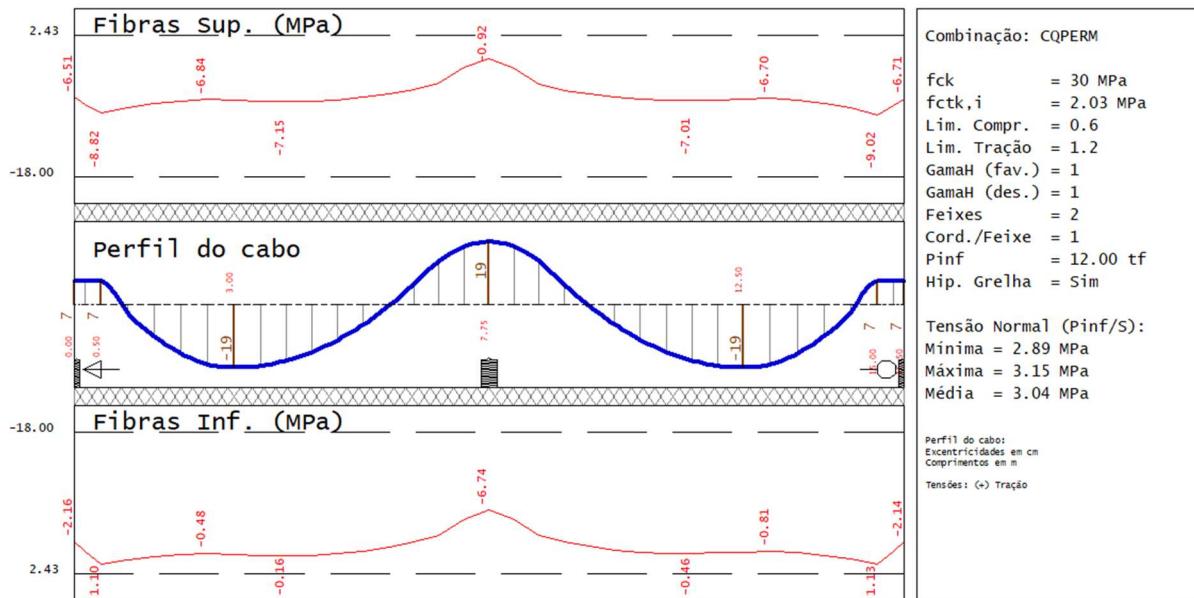 Fibras Sup. (MPa)
2.43
-18.00
-6.51
-8.82
-6.84
-7.15
-0.92
-7.01
-6.70
-9.02
-6.71
Perfil do cabo
7
7
-19
19
-19
7
7
0.00
0.50
3.00
7.75
12.50
Fibras Inf. (MPa)
-18.00
2.43
-2.16
1.10
-0.48
-0.16
-6.74
-0.46
-0.81
1.13
-2.14
Combinação: CQPERM
fck = 30 MPa
fctk,i = 2.03 MPa
Lim. Compr. = 0.6
Lim. Tração = 1.2
GamaH (fav.) = 1
GamaH (des.) = 1
Feixes = 2
Cord./Feixe = 1
Pinf = 12.00 tf
Hip. Grelha = Sim
Tensão Normal (Pinf/S):
Minima = 2.89 MPa
Máxima = 3.15 MPa
Média = 3.04 MPa
Perfil do cabo:
Excentricidades em cm
Comprimentos em m
Tensões: (+) Tração